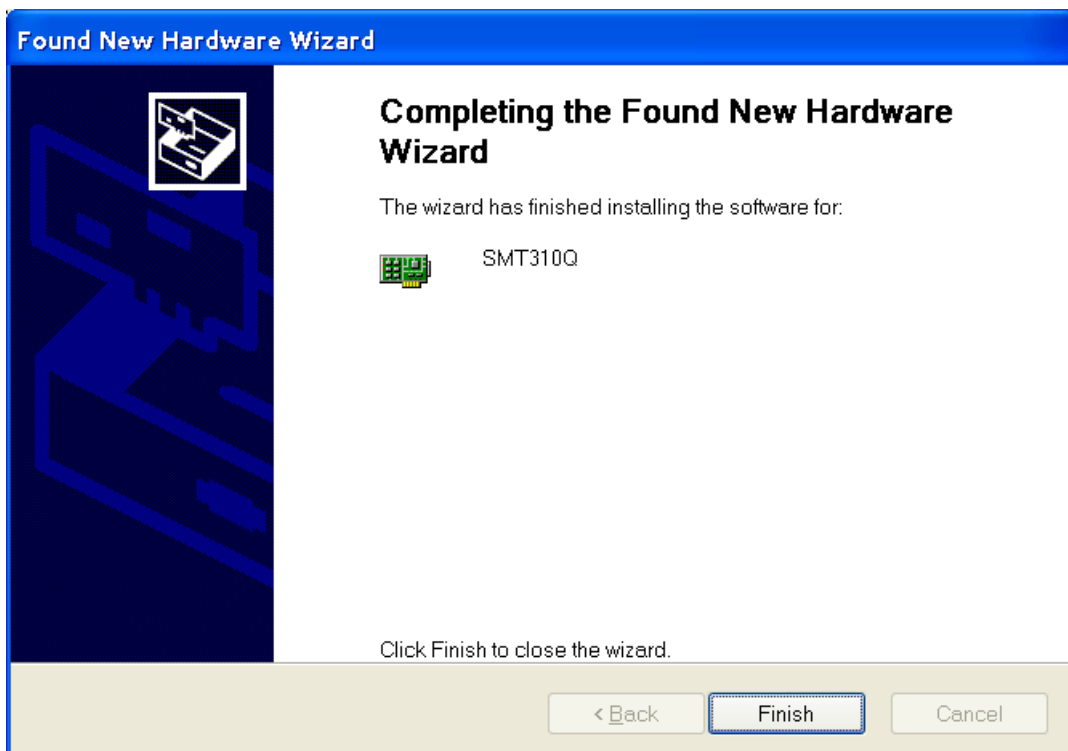 Found New Hardware Wizard
Completing the Found New Hardware
Wizard
The wizard has finished installing the software for:
SMT310Q
Click Finish to close the wizard.
< Back
Finish
Cancel